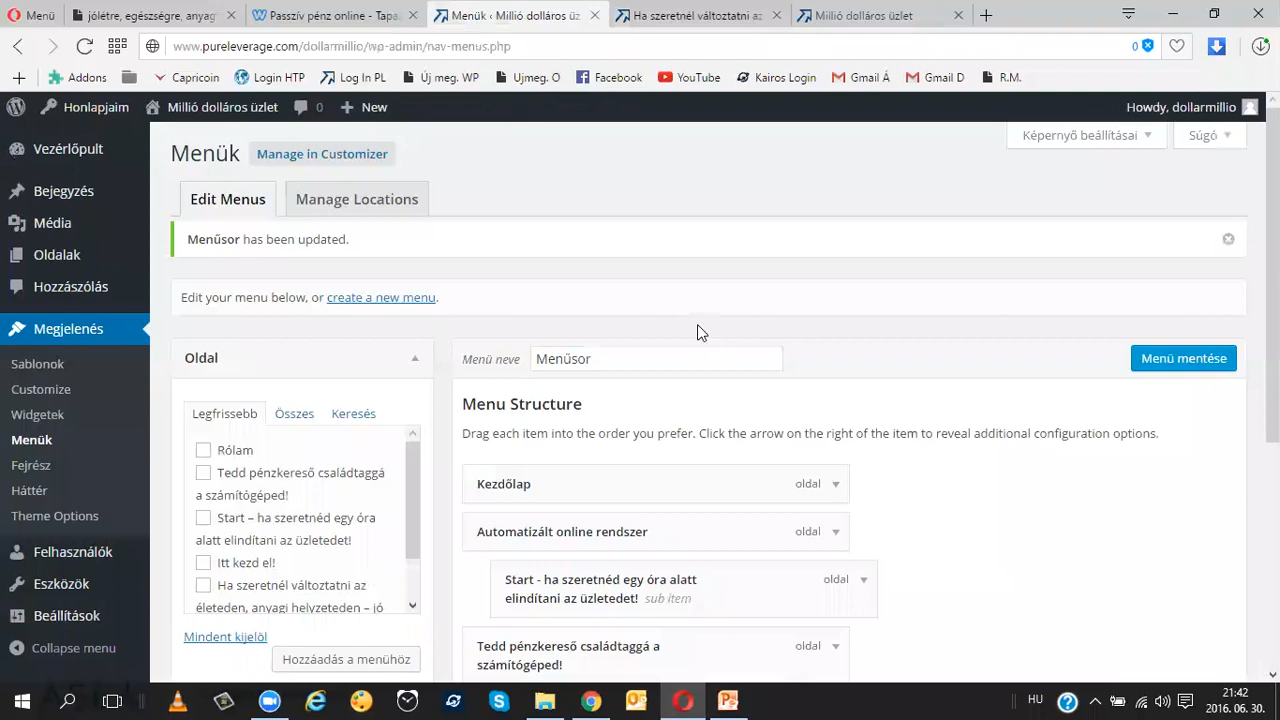 Menü
jólétre, egészségre, anyag
Passzív pénz online - Tapa
Menük ‹ Millió dolláros üz
Ha szeretnél változtatni az
Millió dolláros üzlet
www.pureleverage.com/dollarmillio/wp-admin/nav-menus.php
0
Addons
Capricoin
Login HTP
Log In PL
Új meg. WP
Ujmeg. O
Facebook
YouTube
Kairos Login
Gmail Á
Gmail D
R.M.
Honlapjaim
Millió dolláros üzlet
0
New
Howdy, dollarmillio
Vezérlőpult
Bejegyzés
Média
Oldalak
Hozzászólás
Megjelenés
Sablonok
Customize
Widgetek
Menük
Fejrész
Háttér
Theme Options
Felhasználók
Eszközök
Beállítások
Collapse menu
Képernyő beállításai
Súgó
Menük
Manage in Customizer
Edit Menus
Manage Locations
Menűsor has been updated.
Edit your menu below, or create a new menu.
Oldal
Legfrissebb
Összes
Keresés
Rólam
Tedd pénzkereső családtaggá
a számítógéped!
Start – ha szeretnéd egy óra
alatt elindítani az üzletedet!
Itt kezd el!
Ha szeretnél változtatni az
életeden, anyagi helyzeteden – jó
Mindent kijelöl
Hozzáadás a menühöz
Menü neve
Menűsor
Menü mentése
Menu Structure
Drag each item into the order you prefer. Click the arrow on the right of the item to reveal additional configuration options.
Kezdőlap
oldal
Automatizált online rendszer
oldal
Start - ha szeretnéd egy óra alatt
elindítani az üzletedet! sub item
oldal
Tedd pénzkereső családtaggá a
számítógéped!
oldal
HU
21:42
2016. 06. 30.